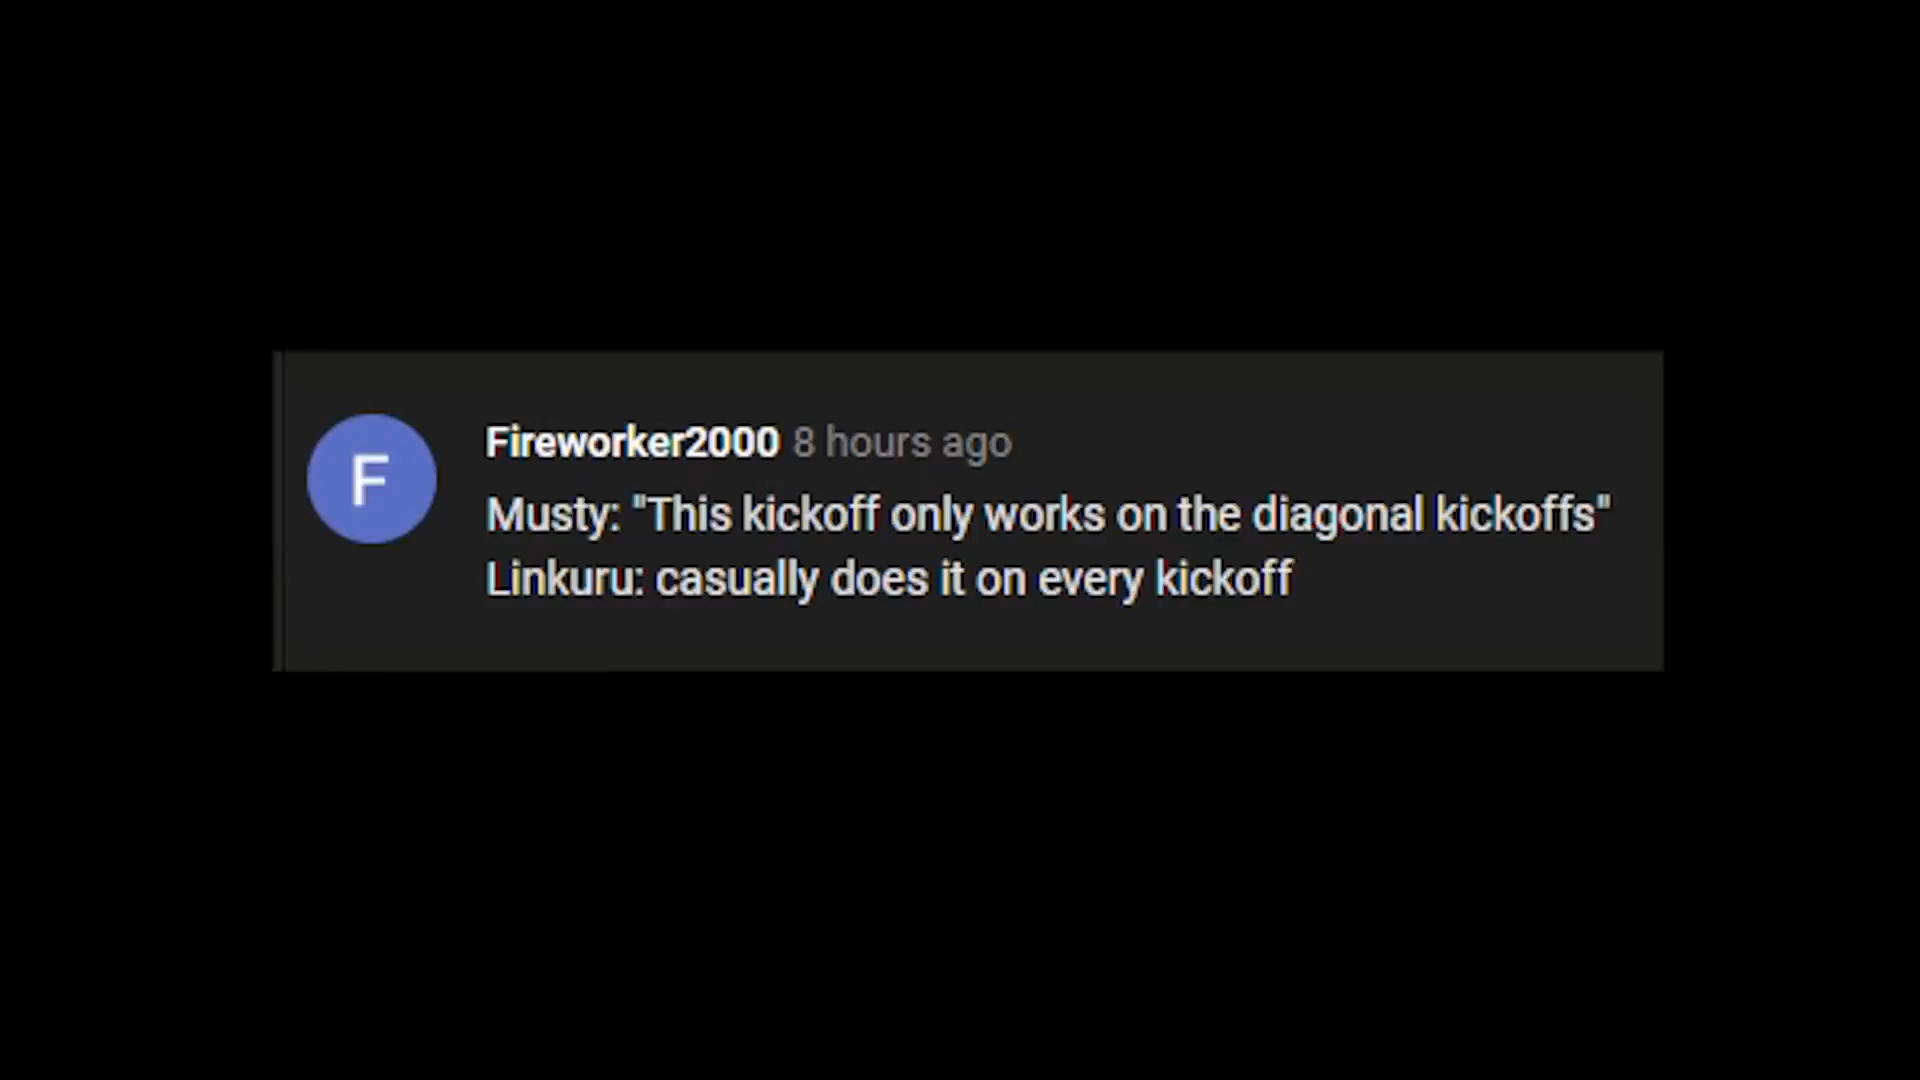 F
Fireworker2000 8 hours ago
Musty: "This kickoff only works on the diagonal kickoffs"
Linkuru: casually does it on every kickoff